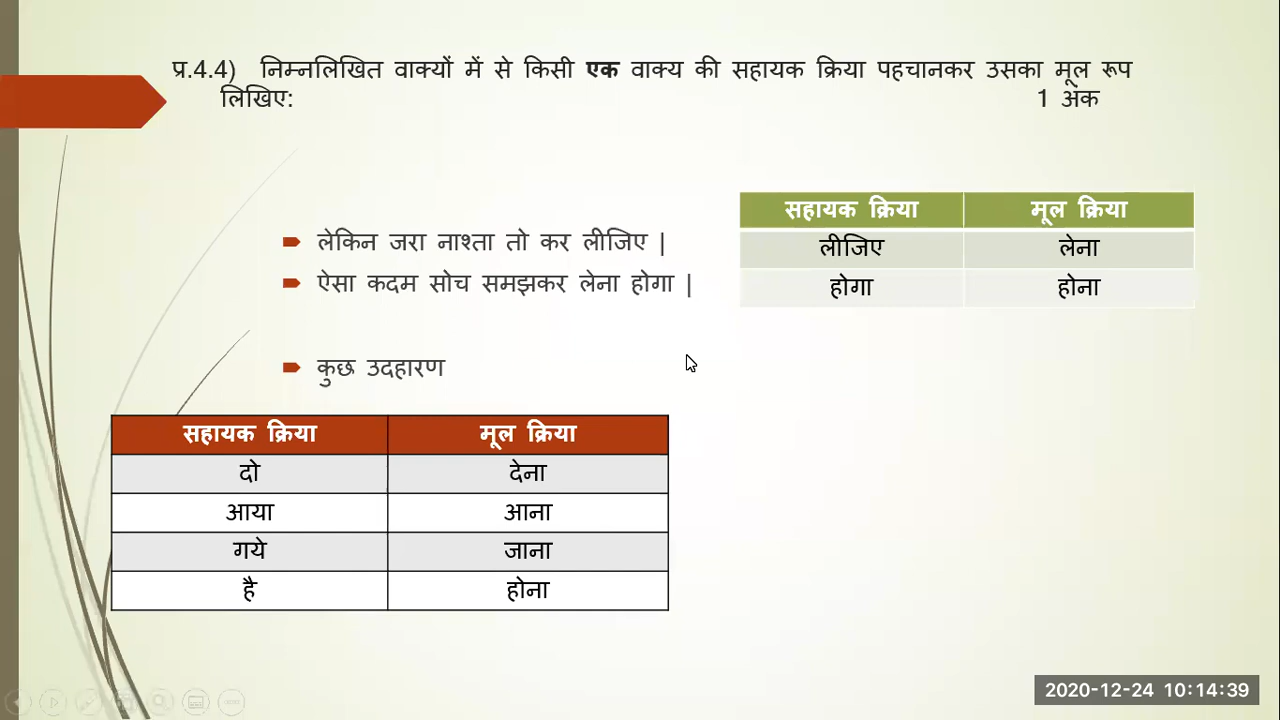 प्र.4.4) निम्नलिखित वाक्यों में से किसी एक वाक्य की सहायक क्रिया पहचानकर उसका मूल रूप
लिखिए: 1 अंक
लेकिन जरा नाश्ता तो कर लीजिए |
ऐसा कदम सोच समझकर लेना होगा |
सहायक क्रिया मूल क्रिया
लीजिए लेना
होगा होना
कुछ उदहारण
सहायक क्रिया मूल क्रिया
दो देना
आया आना
गये जाना
है होना
2020-12-24 10:14:39